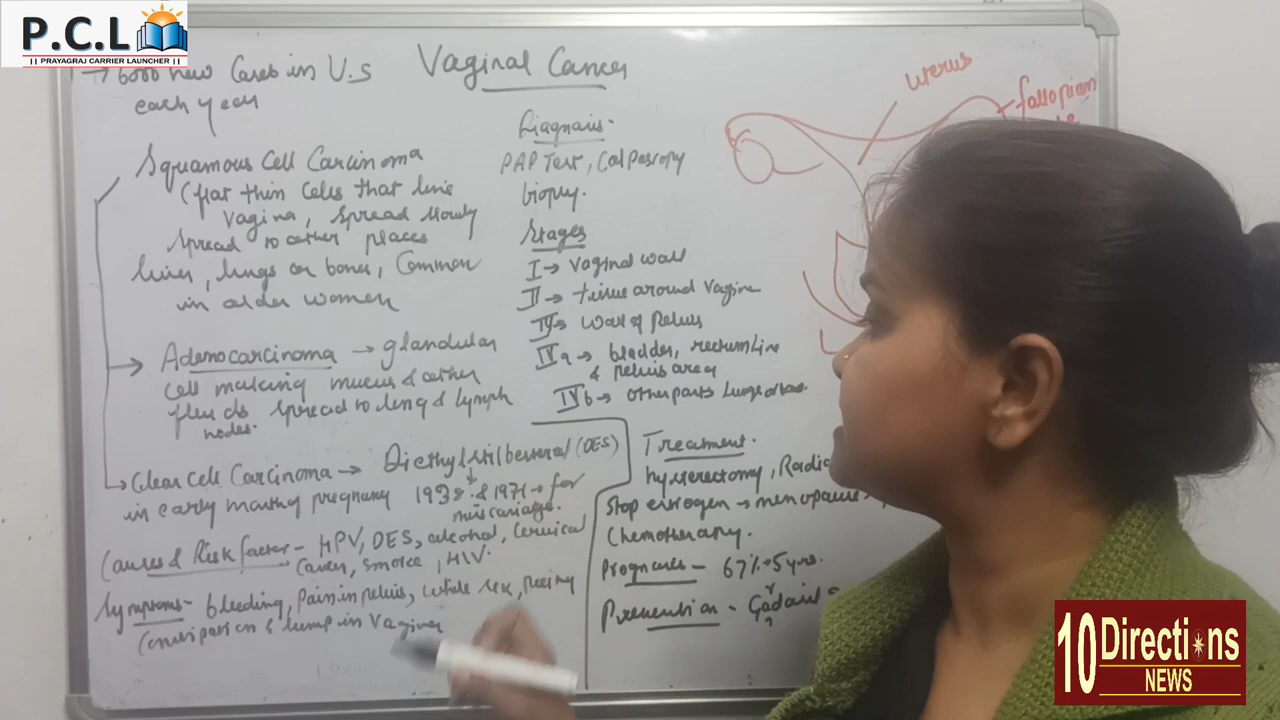 P.C.L
|| PRAYAGRAJ CARRIER LAUNCHER ||
→ 6000 new Cases in U.S
each year
Vaginal Cancer
Squamous Cell Carcinoma
(flat thin Cells that line
Vagina, Spread slowly
Spread to other places
liver, lungs or bones, Common
in older women
Adenocarcinoma → glandular
cell making mucus & other
fluids Spread to lung & lymph
nodes.
Clear Cell Carcinoma → Diethylstilbesteral (DES)
in early months pregnancy 1938 & 1971 → for
miscarriage.
Causes & Risk factor - HPV, DES, alcohol, Cervical
Cancer, Smoke, HIV.
Symptoms - bleeding, Pain in pelvis, while sex, peeing
Constipation & lump in Vagina
Diagnosis -
PAP Test, Colposcopy
biopsy.
Stages
I → Vaginal wall
II → tissue around Vagina
→ wall of Pelvis
IVa → bladder, rectum line
& pelvis area
IVb → other parts Lungs or bone
Treatment.
hysterectomy,
Stop estrogen → menopause
Chemotherapy.
Prognosis - 67% → 5 yrs.
Prevention -
uterus
fallopian
10 Directions
NEWS